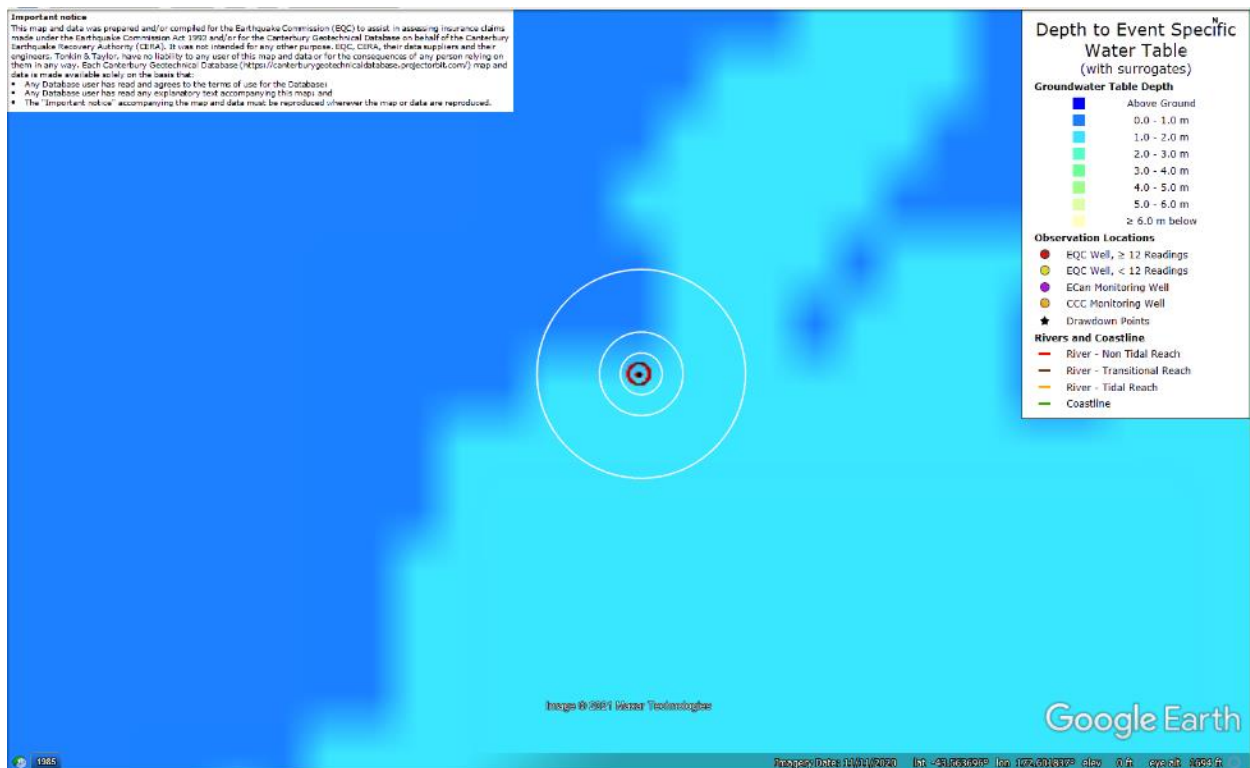 Important notice
This map and data was prepared and/or compiled for the Earthquake Commission (EQC) to assist in assessing insurance claims
made under the Earthquake Commission Act 1993 and/or for the Canterbury Geotechnical Database on behalf of the Canterbury
Earthquake Recovery Authority (CERA). It was not intended for any other purpose. EQC, CERA, their data suppliers and their
engineers, Tonkin & Taylor, have no liability to any user of this map and data or for the consequences of any person relying on
them in any way. Each Canterbury Geotechnical Database (https://canterburygeotechnicaldatabase.projectorbit.com/) map and
data is made available solely on the basis that:
• Any Database user has read and agrees to the terms of use for the Database;
• Any Database user has read any explanatory text accompanying this map; and
• The "Important notice" accompanying the map and data must be reproduced wherever the map or data are reproduced.
N
Depth to Event Specific
Water Table
(with surrogates)
Groundwater Table Depth
Above Ground
0.0 - 1.0 m
1.0 - 2.0 m
2.0 - 3.0 m
3.0 - 4.0 m
4.0 - 5.0 m
5.0 - 6.0 m
≥ 6.0 m below
Observation Locations
EQC Well, ≥ 12 Readings
EQC Well, < 12 Readings
ECan Monitoring Well
CCC Monitoring Well
Drawdown Points
Rivers and Coastline
River - Non Tidal Reach
River - Transitional Reach
River - Tidal Reach
Coastline
Image © 2021 Maxar Technologies
Google Earth
1985
Imagery Date: 11/11/2020 lat lon elev 0 ft eye alt